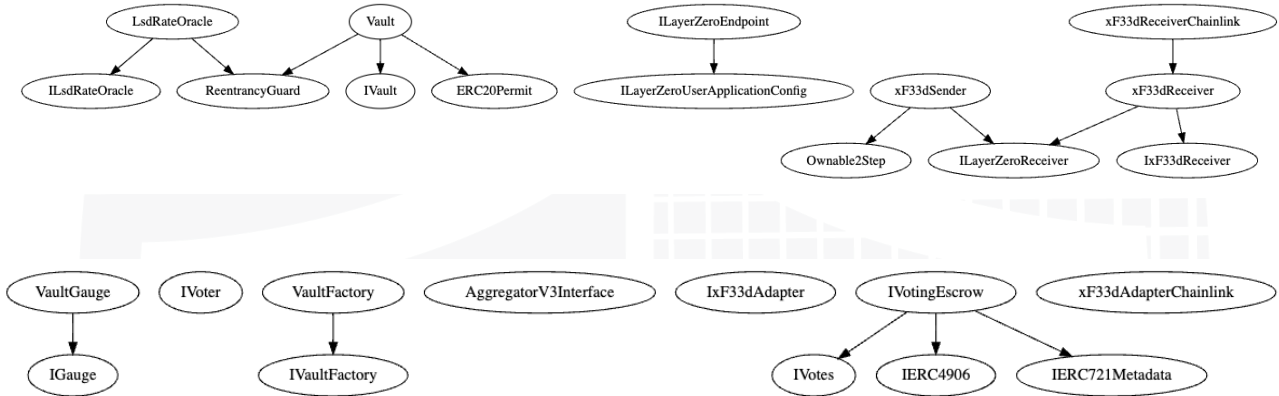 LsdRateOracle
Vault
ILayerZeroEndpoint
xF33dReceiverChainlink
ILsdRateOracle
ReentrancyGuard
IVault
ERC20Permit
ILayerZeroUserApplicationConfig
xF33dSender
xF33dReceiver
Ownable2Step
ILayerZeroReceiver
IxF33dReceiver
VaultGauge
IVoter
VaultFactory
AggregatorV3Interface
IxF33dAdapter
IVotingEscrow
xF33dAdapterChainlink
IGauge
IVaultFactory
IVotes
IERC4906
IERC721Metadata